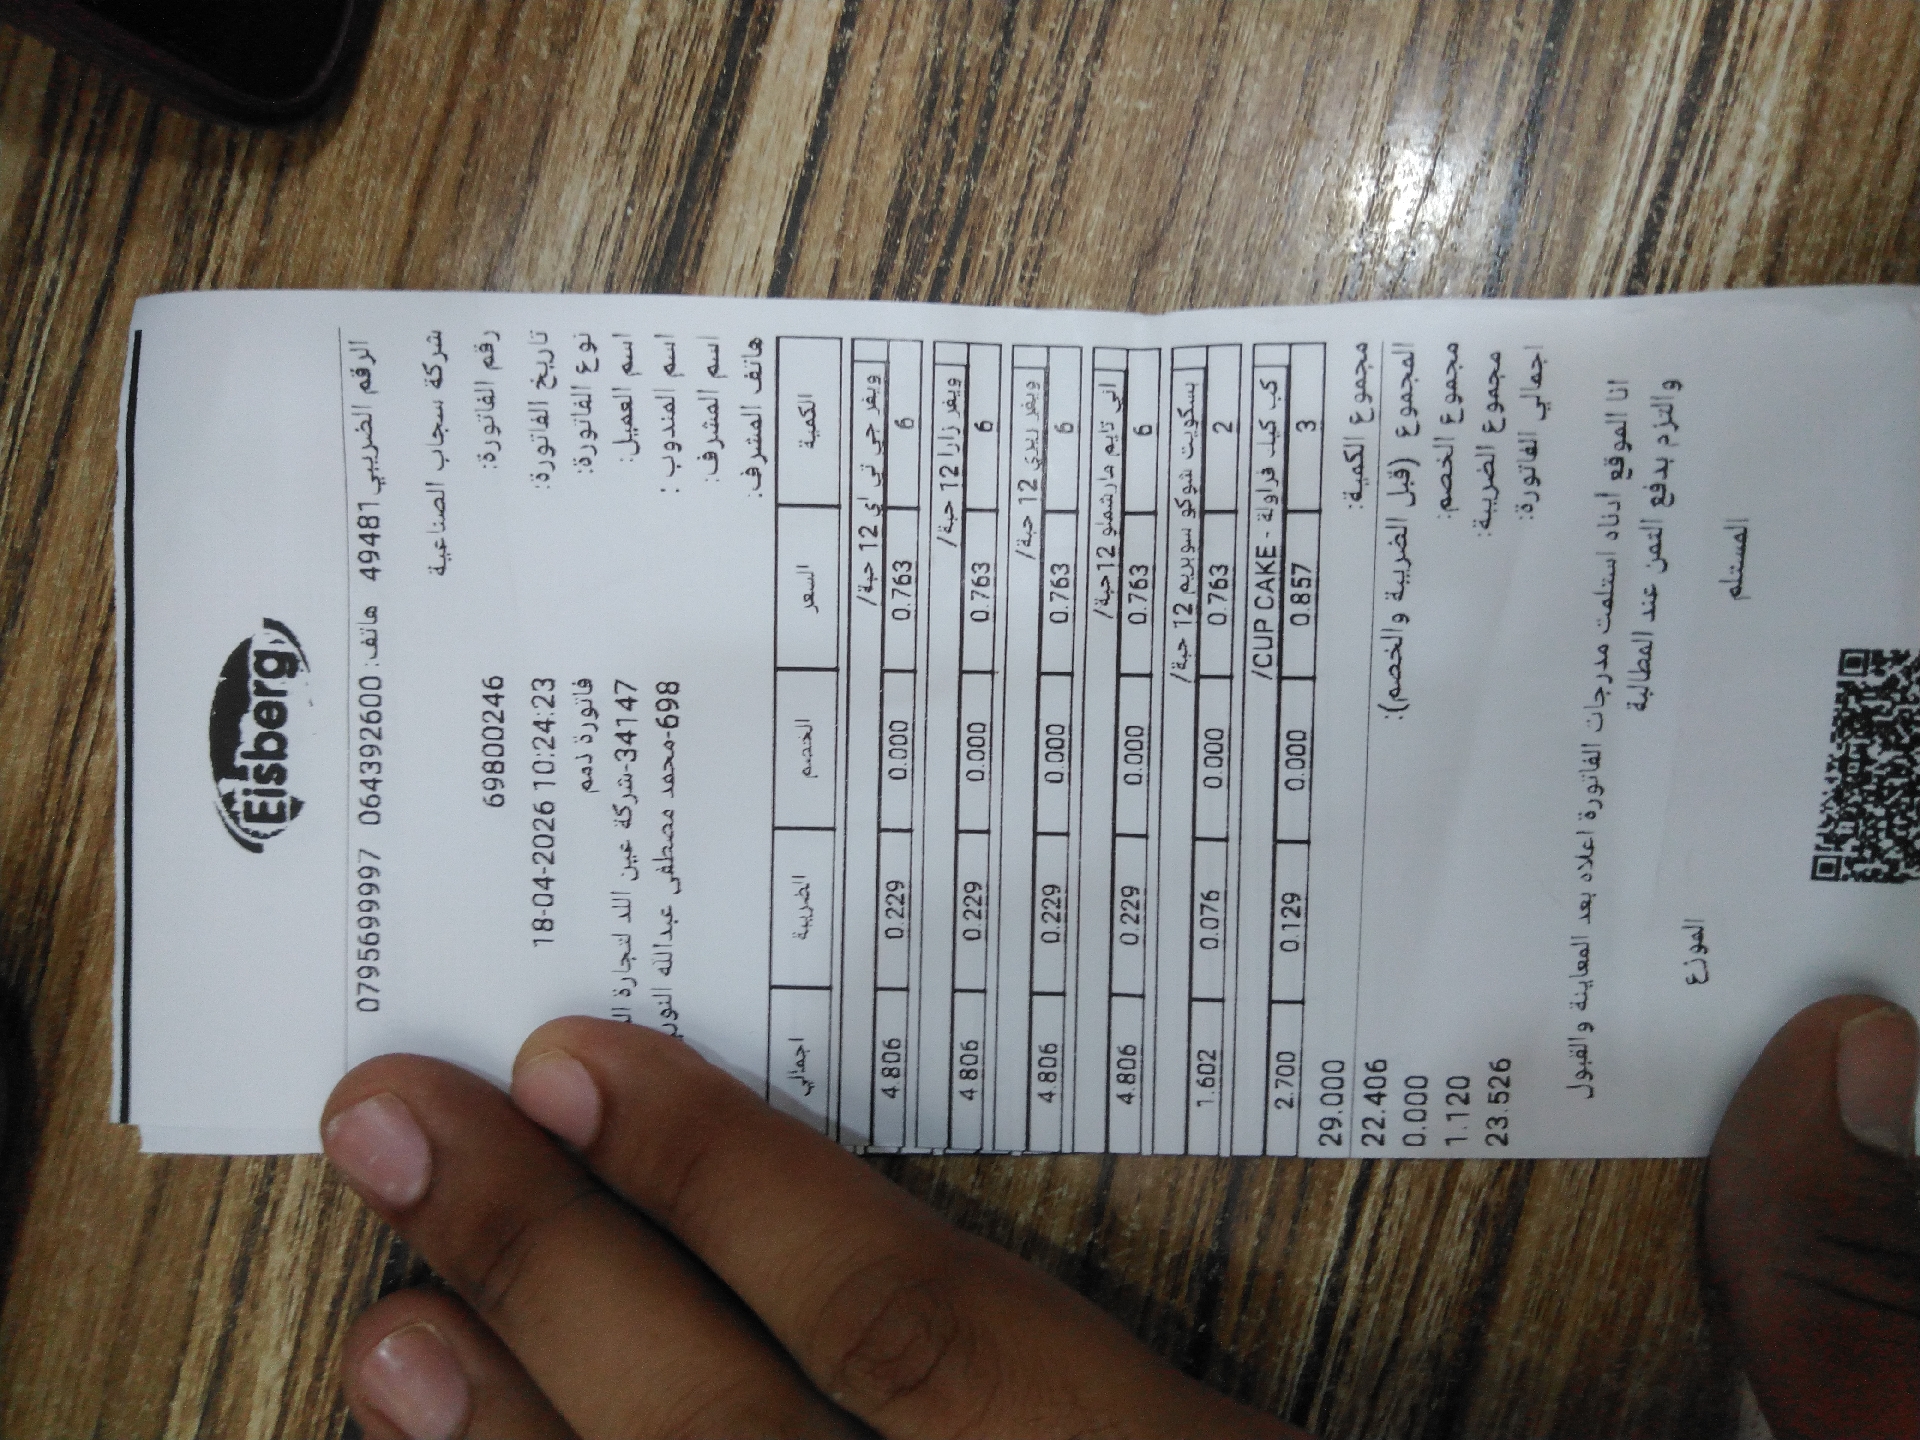 Eisberg
الرقم الضريبي 49481 هاتف: 064392600 0795699997
شركة سجاب الصناعية
رقم الفاتورة: 69800246
تاريخ الفاتورة: 18-04-2026 10:24:23
نوع الفاتورة: فاتورة ذمم
اسم العميل: 34147-شركة عين اللد لتجارة
اسم المندوب : 698-محمد مصطفى عبدالله
اسم المشرف:
هاتف المشرف:
الكمية السعر الخصم الضريبة اجمالي
ويفر جي تي اي 12 حبة/
6 0.763 0.000 0.229 4.806
ويفر زارا 12 حبة/
6 0.763 0.000 0.229 4.806
ويفر ريري 12 حبة/
6 0.763 0.000 0.229 4.806
اني تايم مارشملو 12حبة/
6 0.763 0.000 0.229 4.806
بسكويت شوكو سوبريم 12 حبة/
2 0.763 0.000 0.076 1.602
كب كيك فراولة - CUP CAKE/
3 0.857 0.000 0.129 2.700
مجموع الكمية: 29.000
المجموع (قبل الضريبة والخصم): 22.406
مجموع الخصم: 0.000
مجموع الضريبة: 1.120
اجمالي الفاتورة: 23.526
انا الموقع ادناه استلمت مدرجات الفاتورة اعلاه بعد المعاينة والقبول
والتزم بدفع الثمن عند المطالبة
المستلم الموزع